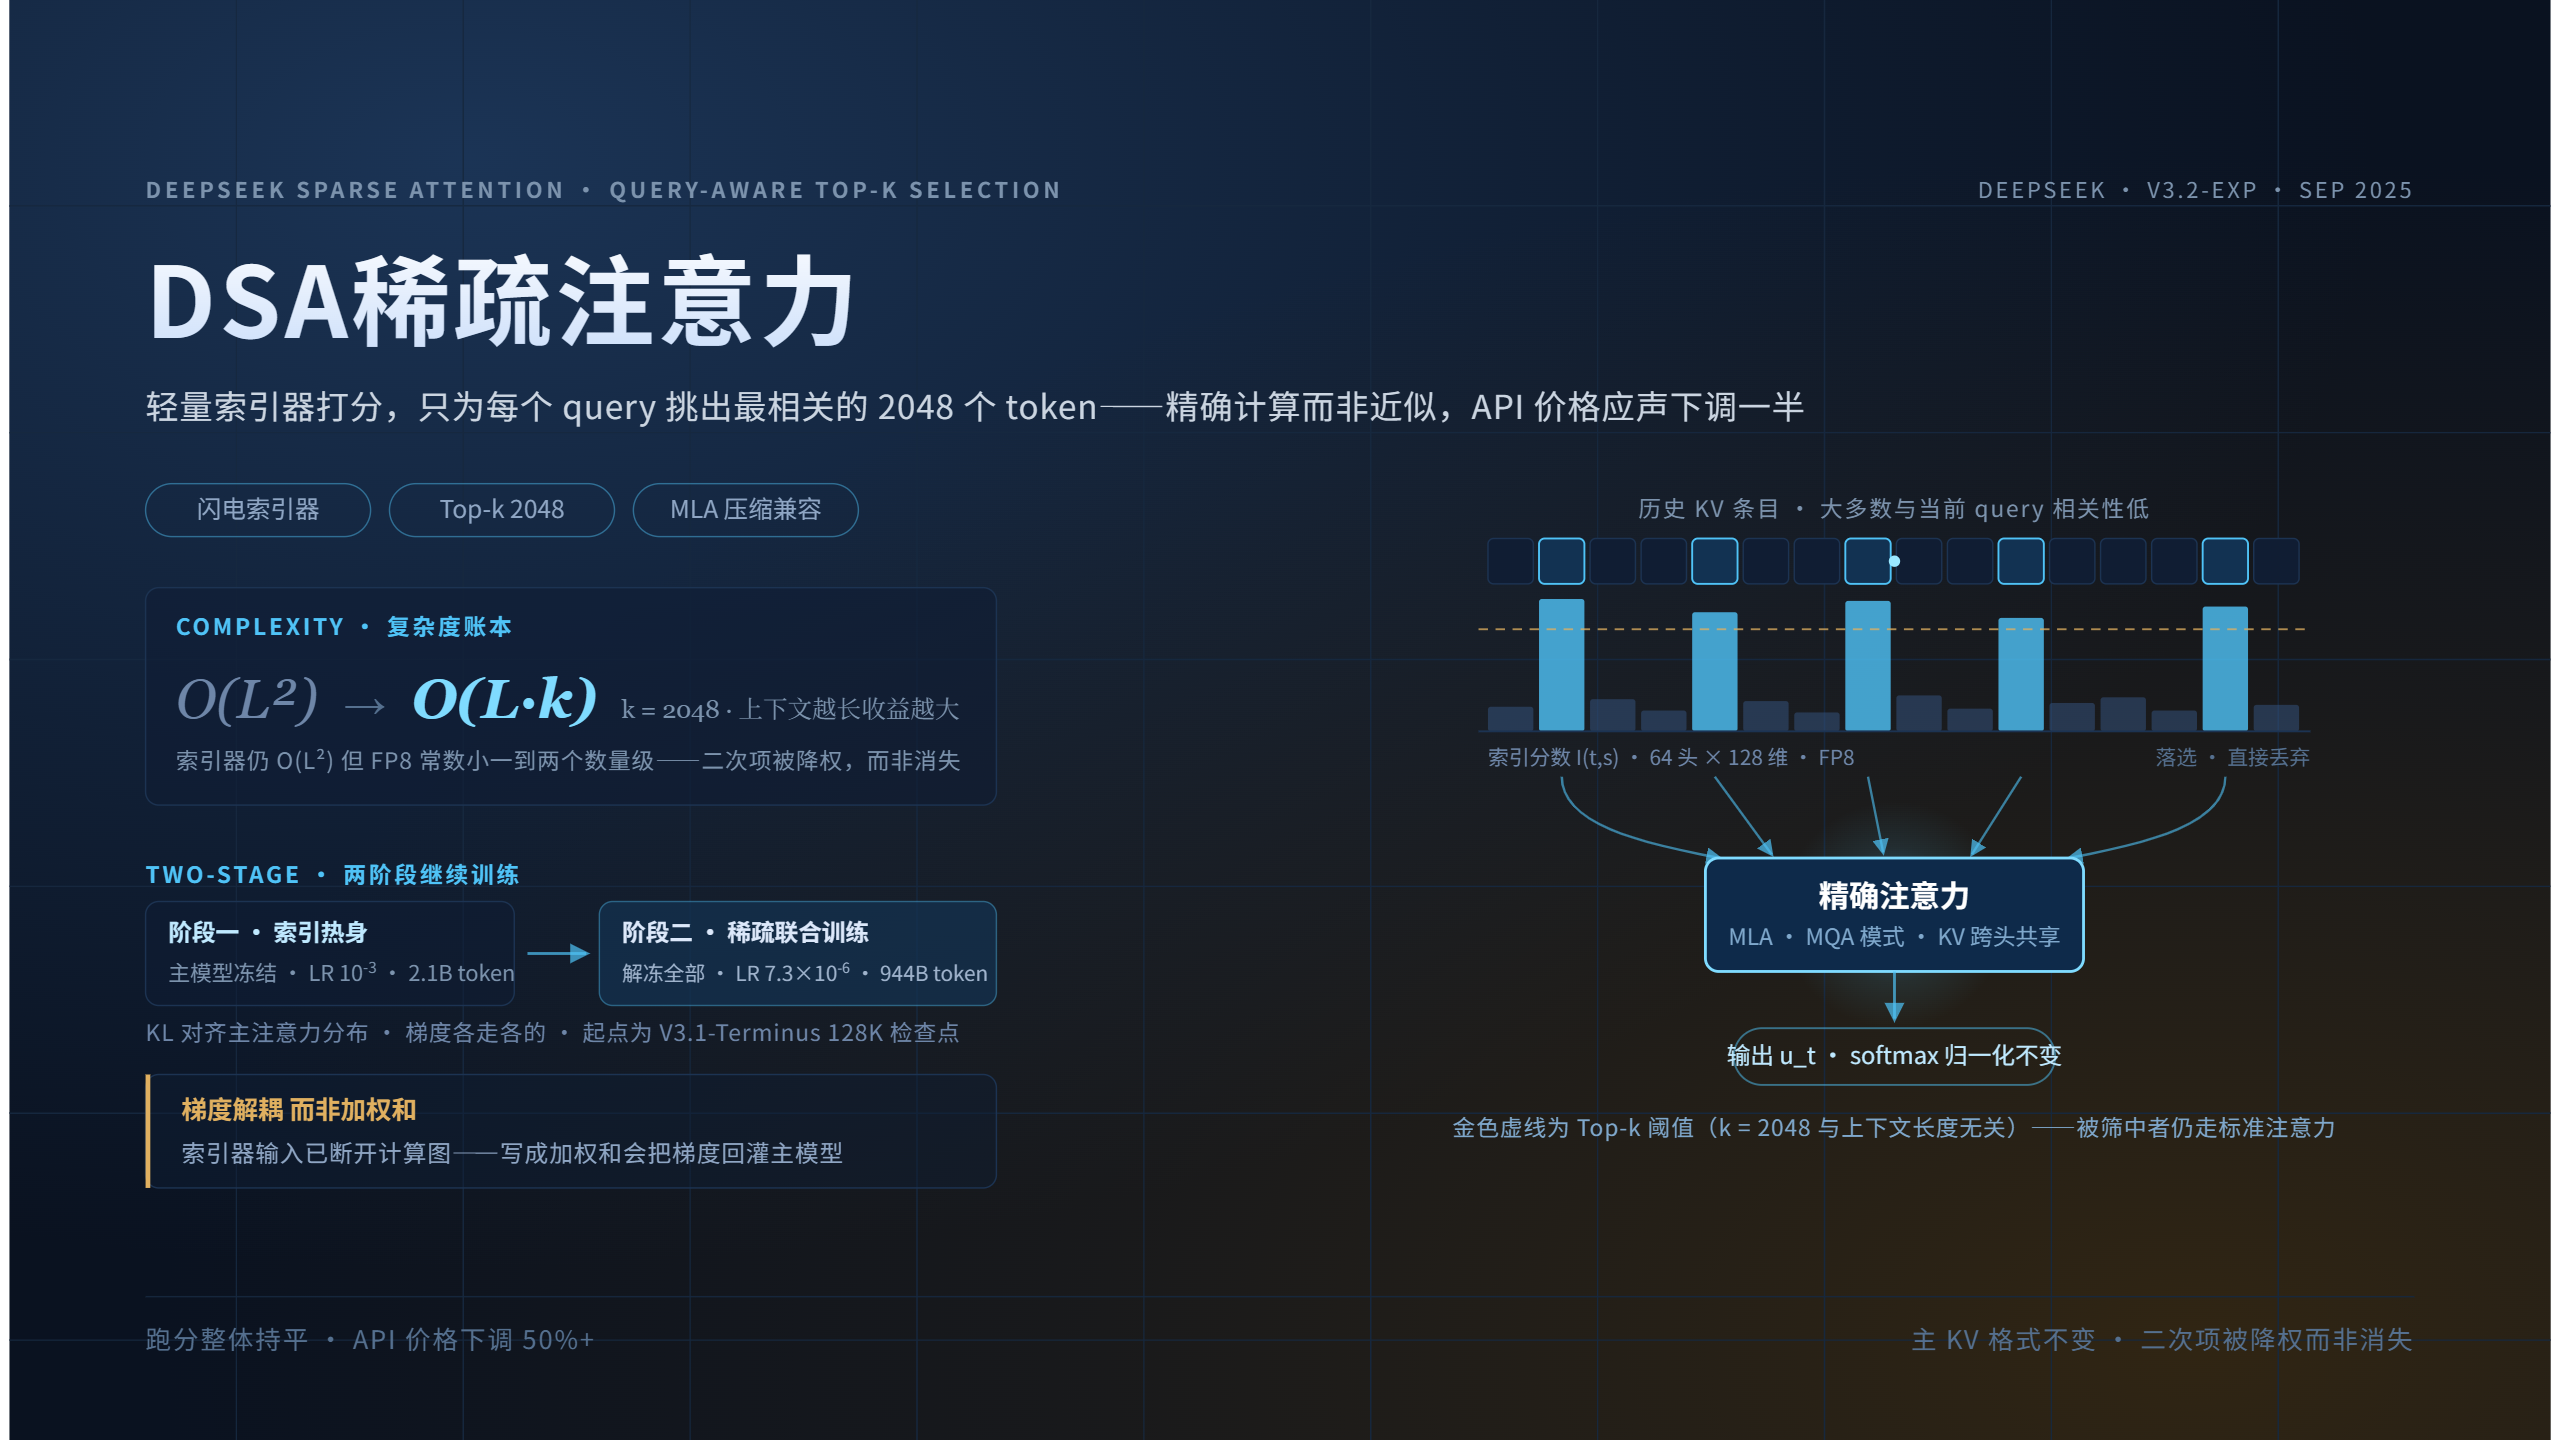 DEEPSEEK SPARSE ATTENTION • QUERY-AWARE TOP-K SELECTION
DEEPSEEK • V3.2-EXP • SEP 2025
DSA稀疏注意力
轻量索引器打分，只为每个 query 挑出最相关的 2048 个 token——精确计算而非近似，API 价格应声下调一半
闪电索引器
Top-k 2048
MLA 压缩兼容
COMPLEXITY • 复杂度账本
O(L²) → O(L·k) k = 2048 · 上下文越长收益越大
索引器仍 O(L²) 但 FP8 常数小一到两个数量级——二次项被降权，而非消失
TWO-STAGE • 两阶段继续训练
阶段一 • 索引热身
主模型冻结 • LR 10⁻³ • 2.1B token
阶段二 • 稀疏联合训练
解冻全部 • LR 7.3×10⁻⁶ • 944B token
KL 对齐主注意力分布 • 梯度各走各的 • 起点为 V3.1-Terminus 128K 检查点
梯度解耦 而非加权和
索引器输入已断开计算图——写成加权和会把梯度回灌主模型
历史 KV 条目 • 大多数与当前 query 相关性低
索引分数 I(t,s) • 64 头 × 128 维 • FP8
落选 • 直接丢弃
精确注意力
MLA • MQA 模式 • KV 跨头共享
输出 u_t • softmax 归一化不变
金色虚线为 Top-k 阈值（k = 2048 与上下文长度无关）——被筛中者仍走标准注意力
跑分整体持平 • API 价格下调 50%+
主 KV 格式不变 • 二次项被降权而非消失